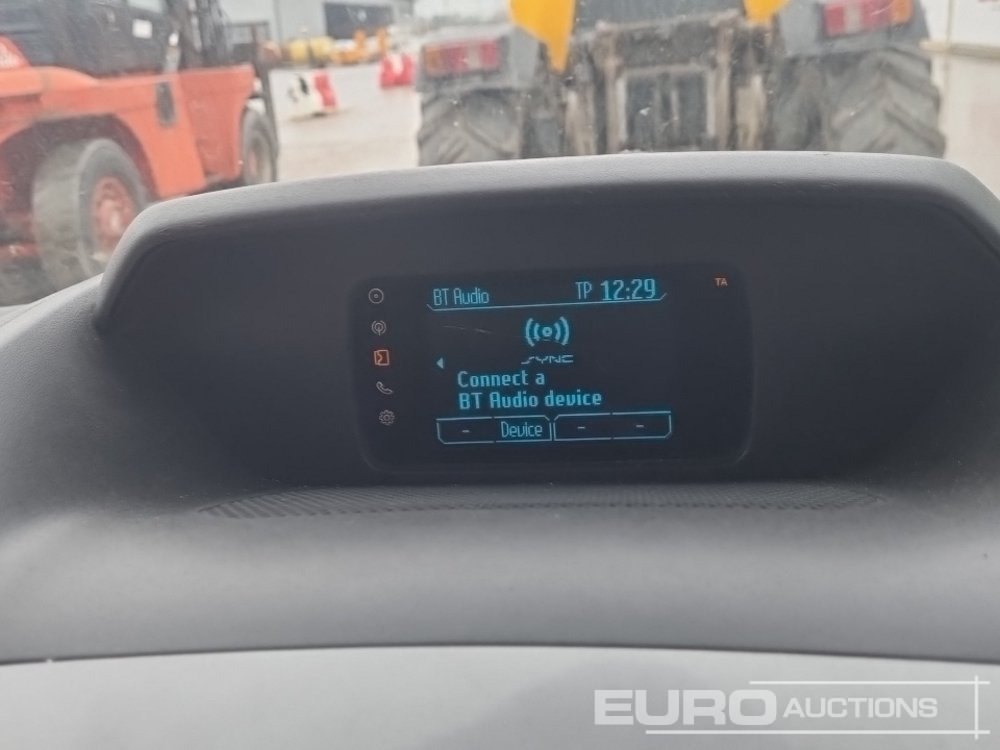 BT Audio TP 12:29 TA
SYNC
Connect a
BT Audio device
- Device - -
EURO AUCTIONS